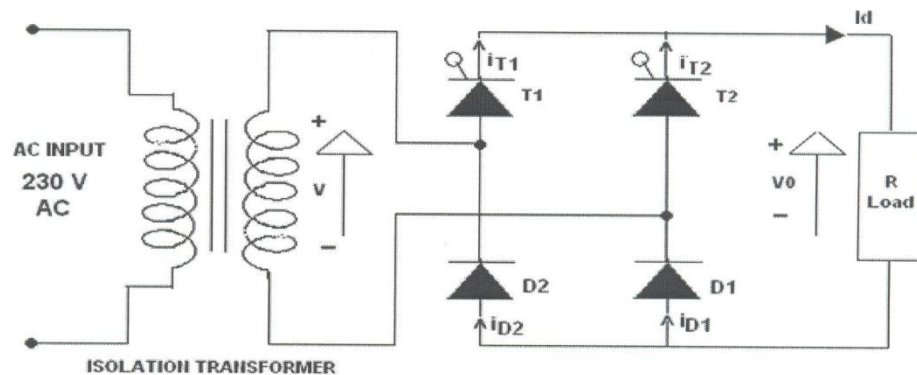 Id
iT1
iT2
T1
T2
AC INPUT
230 V
AC
+
V
-
+
V0
-
R
Load
D2
D1
iD2
iD1
ISOLATION TRANSFORMER